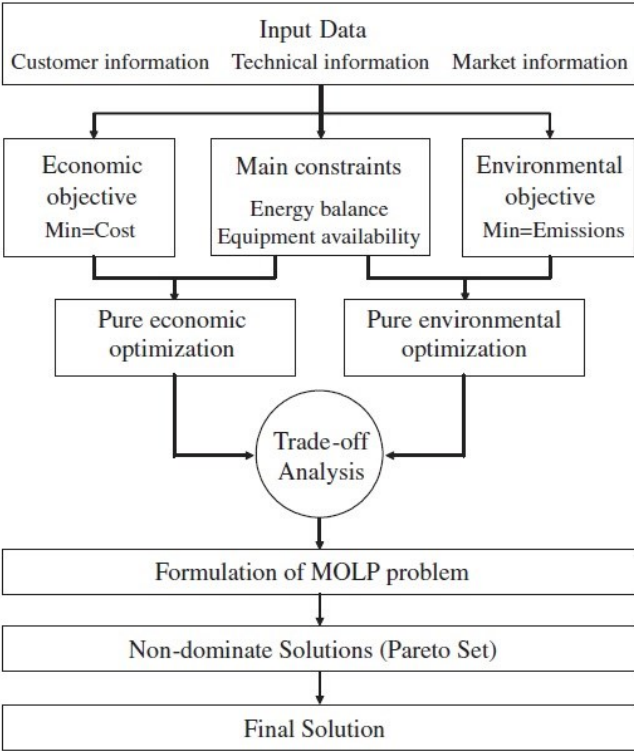 Input Data
Customer information Technical information Market information
Economic
objective
Min=Cost
Main constraints
Energy balance
Equipment availability
Environmental
objective
Min=Emissions
Pure economic
optimization
Pure environmental
optimization
Trade-off
Analysis
Formulation of MOLP problem
Non-dominate Solutions (Pareto Set)
Final Solution